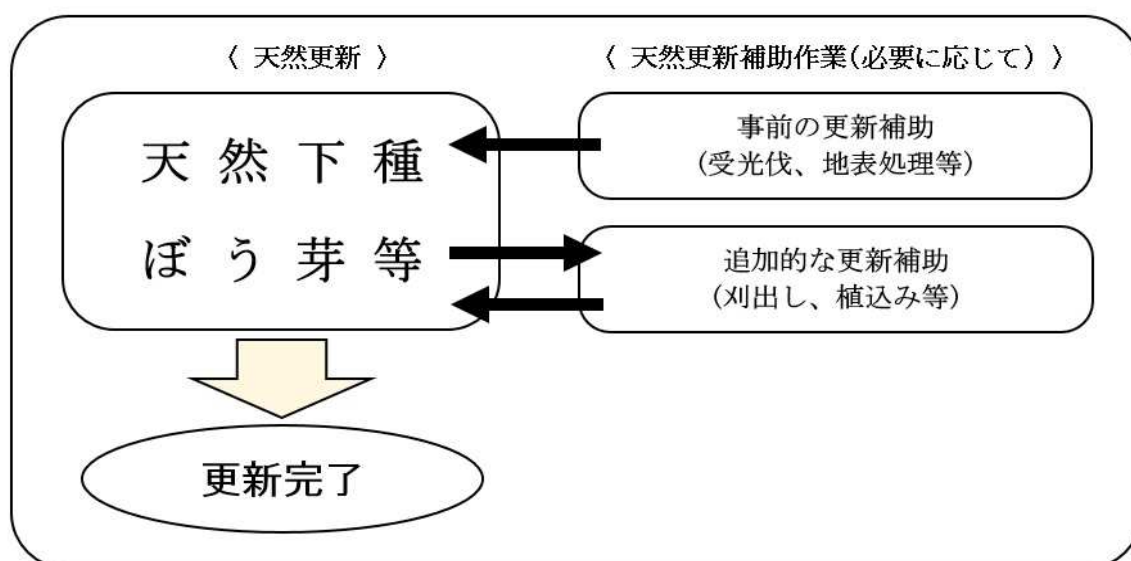 〈 天然更新 〉
〈 天然更新補助作業(必要に応じて) 〉
天然下種
ぼう芽等
事前の更新補助
(受光伐、地表処理等)
追加的な更新補助
(刈出し、植込み等)
更新完了